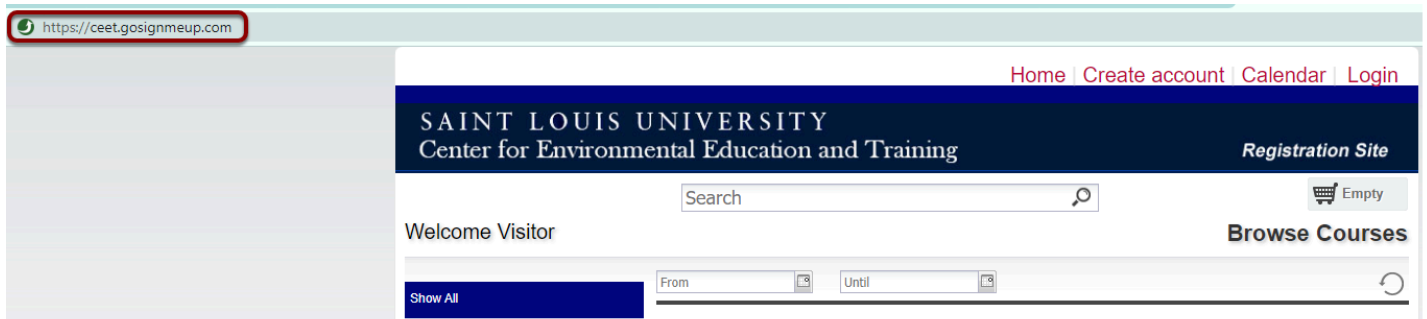 https://ceet.gosignmeup.com
Home | Create account | Calendar | Login
SAINT LOUIS UNIVERSITY
Center for Environmental Education and Training
Registration Site
Search
Empty
Welcome Visitor
Browse Courses
From
Until
Show All